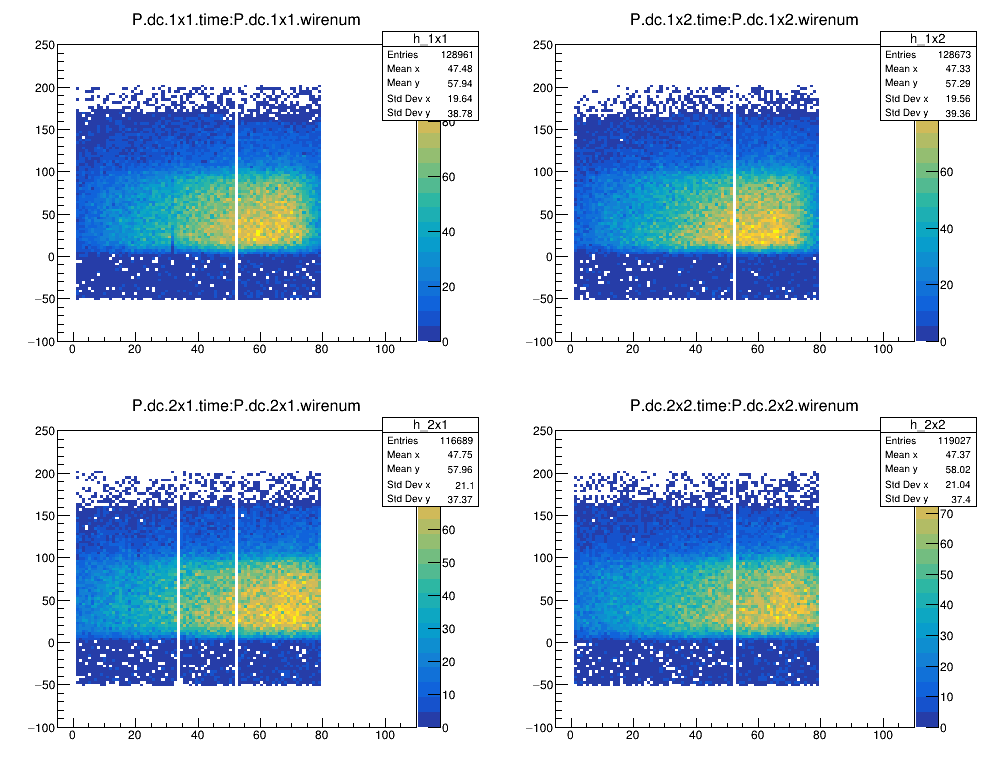 P.dc.1x1.time:P.dc.1x1.wirenum
h_1x1
Entries 128961
Mean x 47.48
Mean y 57.94
Std Dev x 19.64
Std Dev y 38.78
250
200
150
100
50
0
−50
−100
0 20 40 60 80 100
80
60
40
20
0
P.dc.1x2.time:P.dc.1x2.wirenum
h_1x2
Entries 128673
Mean x 47.33
Mean y 57.29
Std Dev x 19.56
Std Dev y 39.36
250
200
150
100
50
0
−50
−100
0 20 40 60 80 100
60
40
20
0
P.dc.2x1.time:P.dc.2x1.wirenum
h_2x1
Entries 116689
Mean x 47.75
Mean y 57.96
Std Dev x 21.1
Std Dev y 37.37
250
200
150
100
50
0
−50
−100
0 20 40 60 80 100
60
50
40
30
20
10
0
P.dc.2x2.time:P.dc.2x2.wirenum
h_2x2
Entries 119027
Mean x 47.37
Mean y 58.02
Std Dev x 21.04
Std Dev y 37.4
250
200
150
100
50
0
−50
−100
0 20 40 60 80 100
70
60
50
40
30
20
10
0